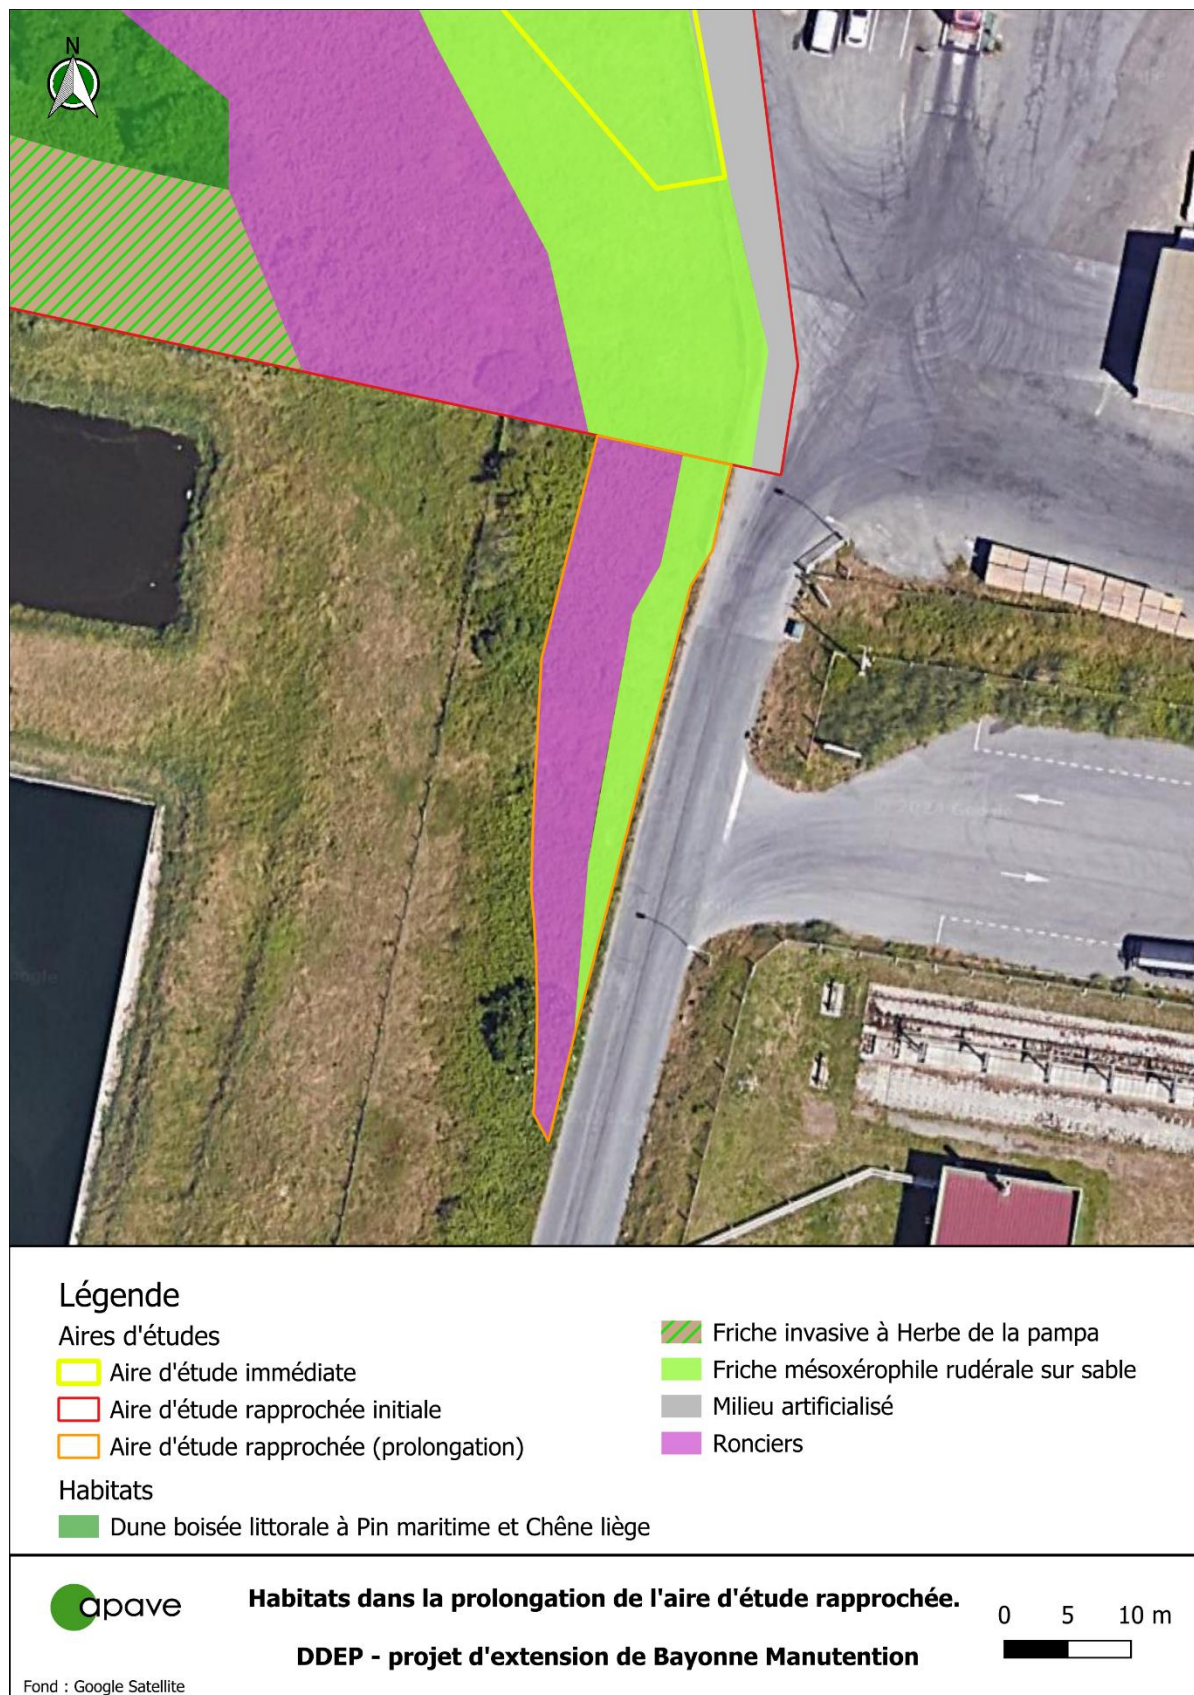 N
Légende
Aires d'études
Aire d'étude immédiate
Aire d'étude rapprochée initiale
Aire d'étude rapprochée (prolongation)
Habitats
Dune boisée littorale à Pin maritime et Chêne liège
Friche invasive à Herbe de la pampa
Friche mésoxérophile rudérale sur sable
Milieu artificialisé
Ronciers
apave
Habitats dans la prolongation de l'aire d'étude rapprochée.
DDEP - projet d'extension de Bayonne Manutention
0 5 10 m
Fond : Google Satellite